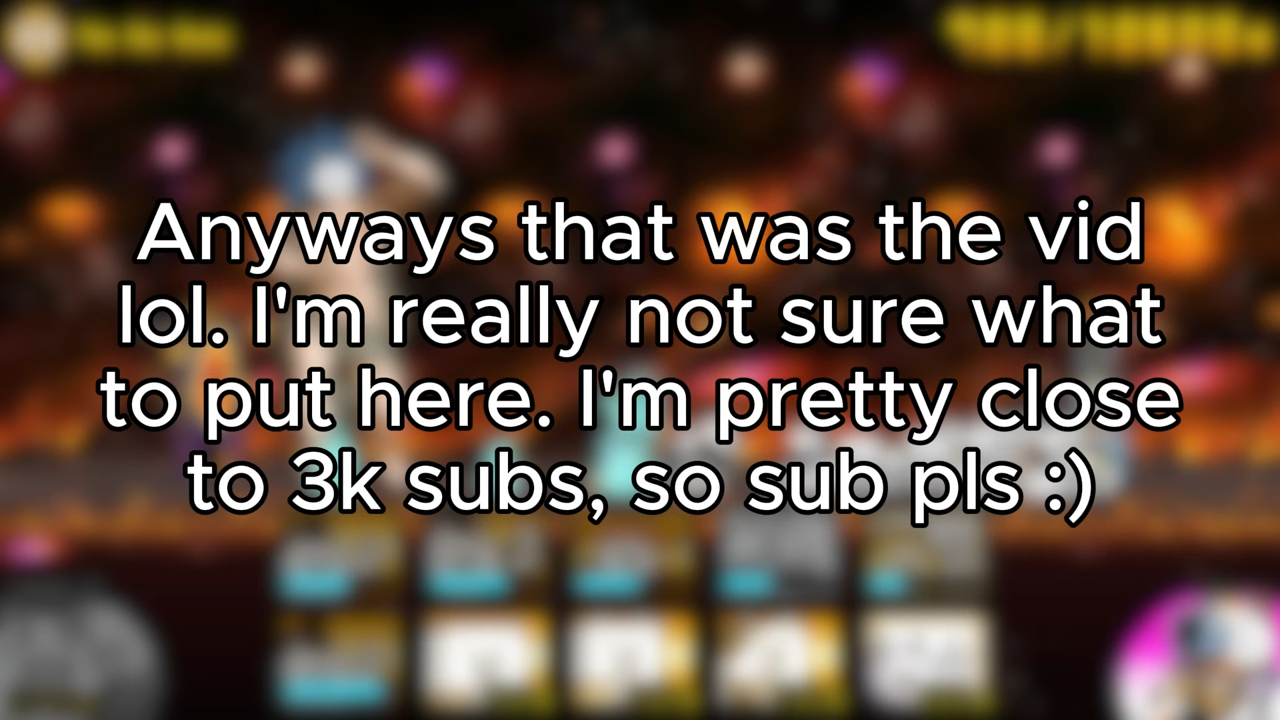 Anyways that was the vid
lol. I'm really not sure what
to put here. I'm pretty close
to 3k subs, so sub pls :)